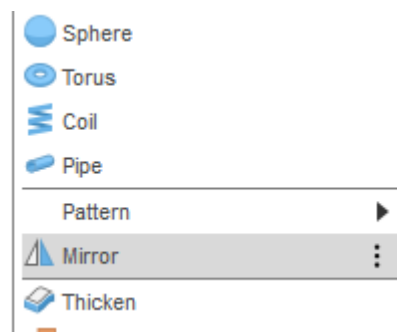 Sphere
Torus
Coil
Pipe
Pattern
Mirror
Thicken